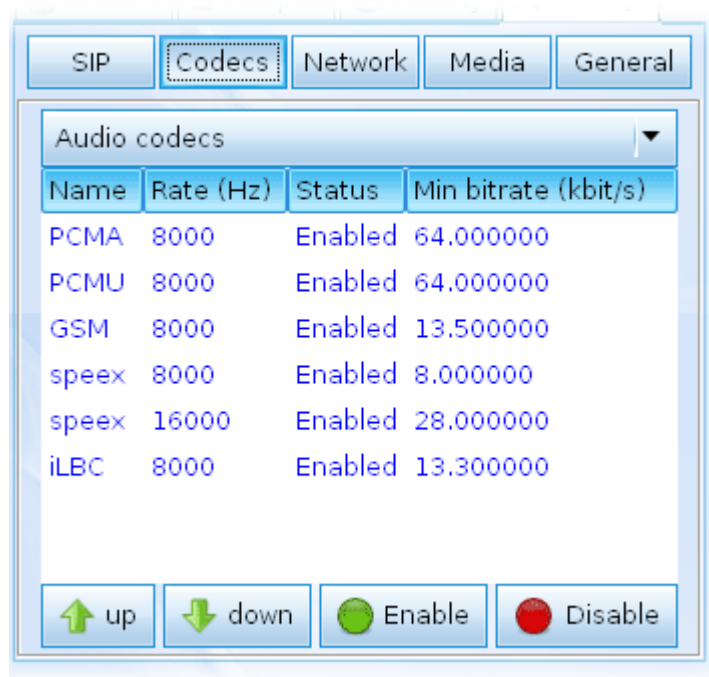 SIP Codecs Network Media General
Audio codecs
Name Rate (Hz) Status Min bitrate (kbit/s)
PCMA 8000 Enabled 64.000000
PCMU 8000 Enabled 64.000000
GSM 8000 Enabled 13.500000
speex 8000 Enabled 8.000000
speex 16000 Enabled 28.000000
iLBC 8000 Enabled 13.300000
up down Enable Disable